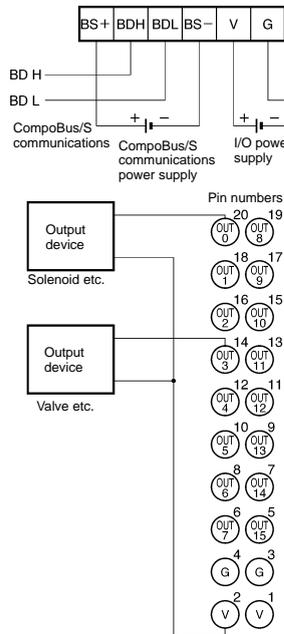 BS+ BDH BDL BS− V G
BD H
BD L
+ − + −
CompoBus/S
communications
CompoBus/S
communications
power supply
I/O powe
supply
Pin numbers
20 19
Output
device
OUT 0 OUT 8
Solenoid etc.
18 17
OUT 1 OUT 9
16 15
OUT 2 OUT 10
14 13
Output
device
OUT 3 OUT 11
Valve etc.
12 11
OUT 4 OUT 12
10 9
OUT 5 OUT 13
8 7
OUT 6 OUT 14
6 5
OUT 7 OUT 15
4 3
G G
2 1
V V